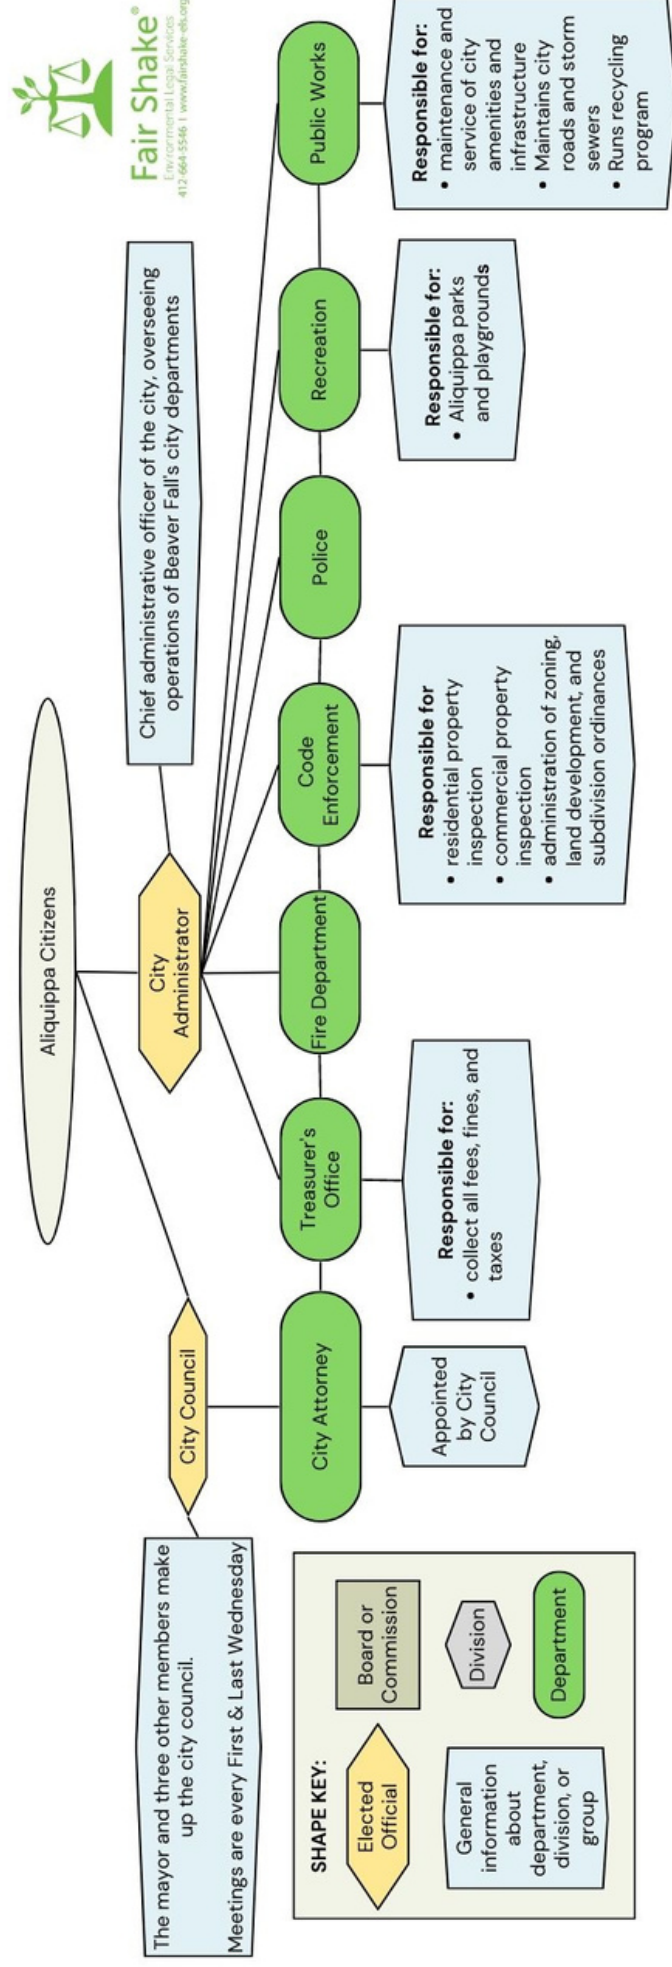 Fair Shake®
Environmental Legal Services
412-664-5546 | www.fairshake-els.org
Aliquippa Citizens
City Council
City
Administrator
The mayor and three other members make
up the city council.
Meetings are every First & Last Wednesday
Chief administrative officer of the city, overseeing
operations of Beaver Fall's city departments
City Attorney
Treasurer's
Office
Fire Department
Code
Enforcement
Police
Recreation
Public Works
Appointed
by City
Council
Responsible for:
• collect all fees, fines, and
taxes
Responsible for
• residential property
inspection
• commercial property
inspection
• administration of zoning,
land development, and
subdivision ordinances
Responsible for:
• Aliquippa parks
and playgrounds
Responsible for:
• maintenance and
service of city
amenities and
infrastructure
• Maintains city
roads and storm
sewers
• Runs recycling
program
SHAPE KEY:
Elected
Official
Board or
Commission
General
information
about
department,
division, or
group
Division
Department